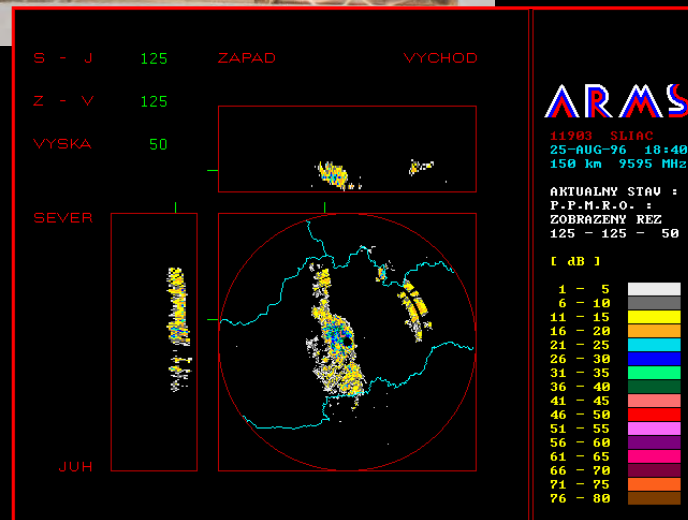 S - J 125
Z - V 125
VYSKA 50
ZAPAD VYCHOD
SEVER
JUH
ARMS
11903 SLIAC
25-AUG-96 18:40
150 km 9595 MHz
AKTUALNY STAV :
P.P.M.R.O. :
ZOBRAZENY REZ
125 - 125 - 50
[ dB ]
1 - 5
6 - 10
11 - 15
16 - 20
21 - 25
26 - 30
31 - 35
36 - 40
41 - 45
46 - 50
51 - 55
56 - 60
61 - 65
66 - 70
71 - 75
76 - 80